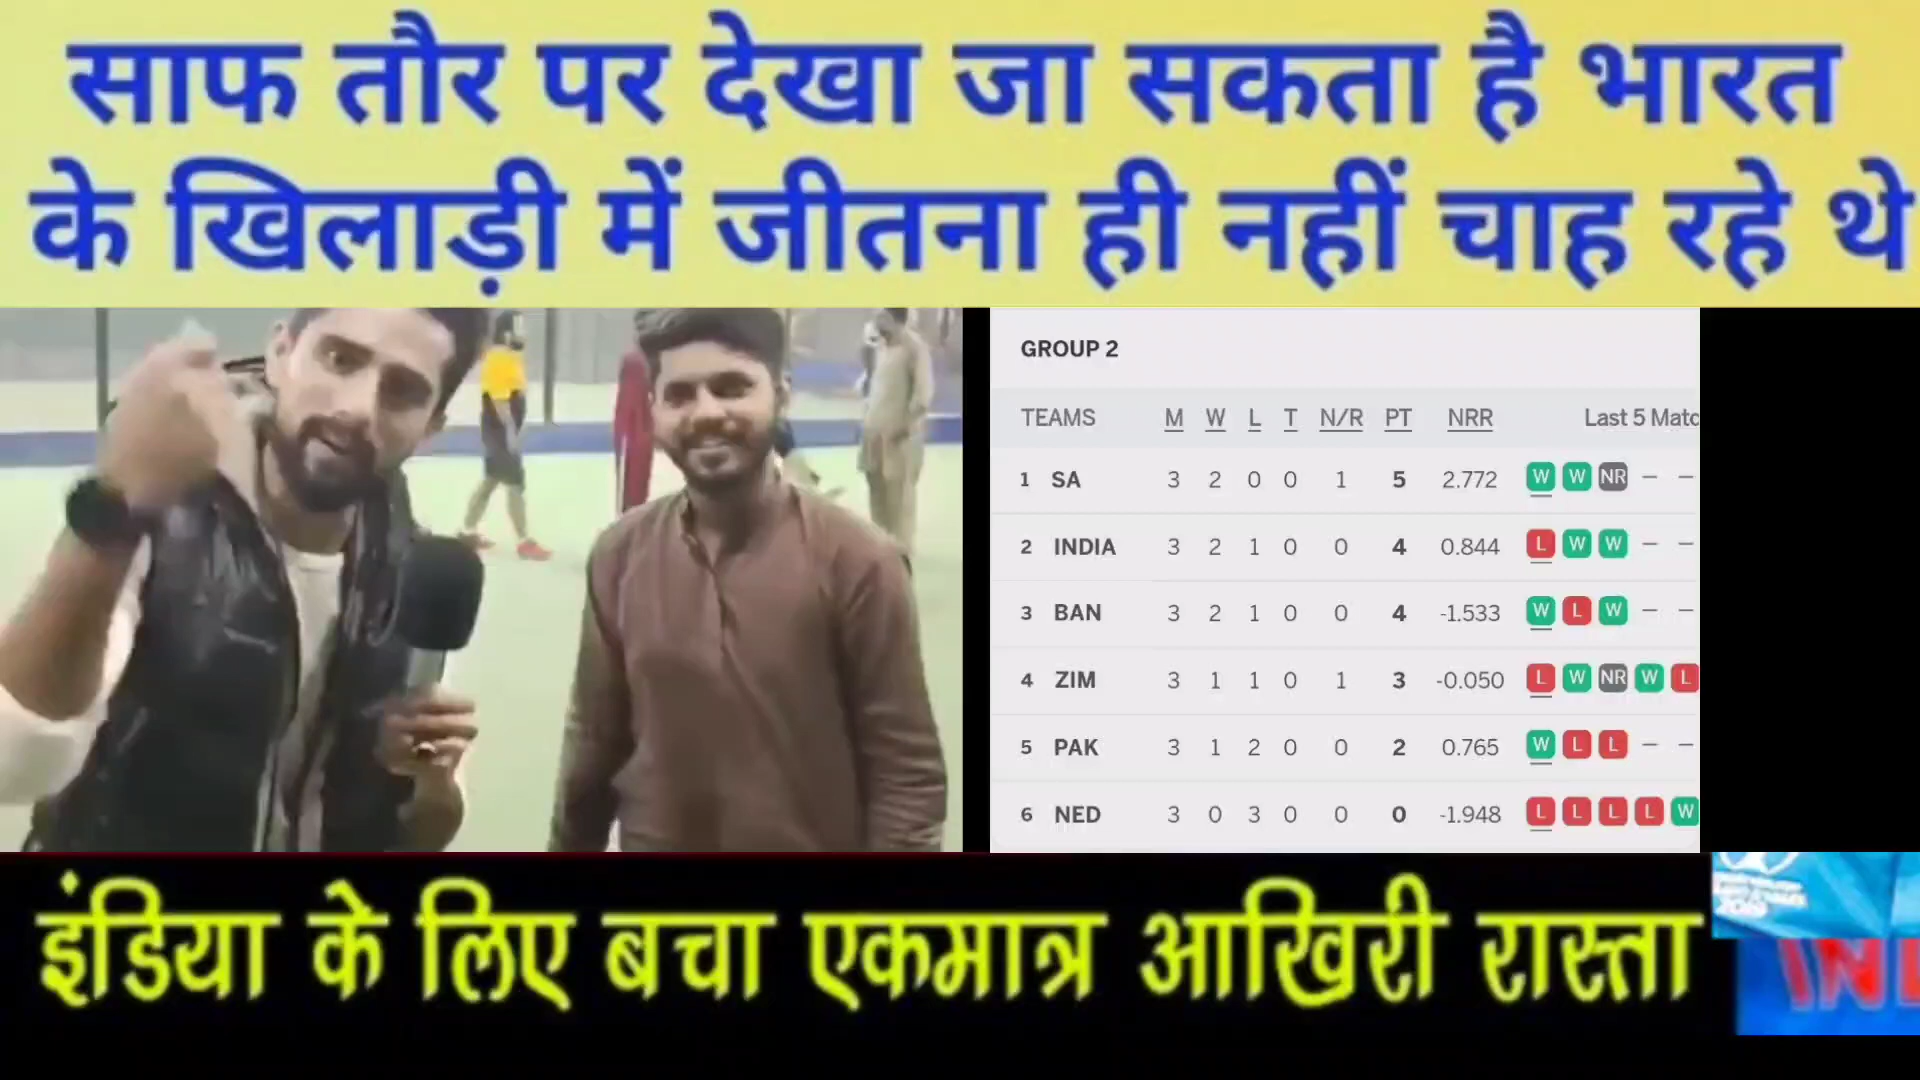 साफ तौर पर देखा जा सकता है भारत
के खिलाड़ी में जीतना ही नहीं चाह रहे थे
GROUP 2
TEAMS M W L T N/R PT NRR Last 5 Matc
1 SA 3 2 0 0 1 5 2.772 W W NR – –
2 INDIA 3 2 1 0 0 4 0.844 L W W – –
3 BAN 3 2 1 0 0 4 -1.533 W L W – –
4 ZIM 3 1 1 0 1 3 -0.050 L W NR W L
5 PAK 3 1 2 0 0 2 0.765 W L L – –
6 NED 3 0 3 0 0 0 -1.948 L L L L W
इंडिया के लिए बचा एकमात्र आखिरी रास्ता